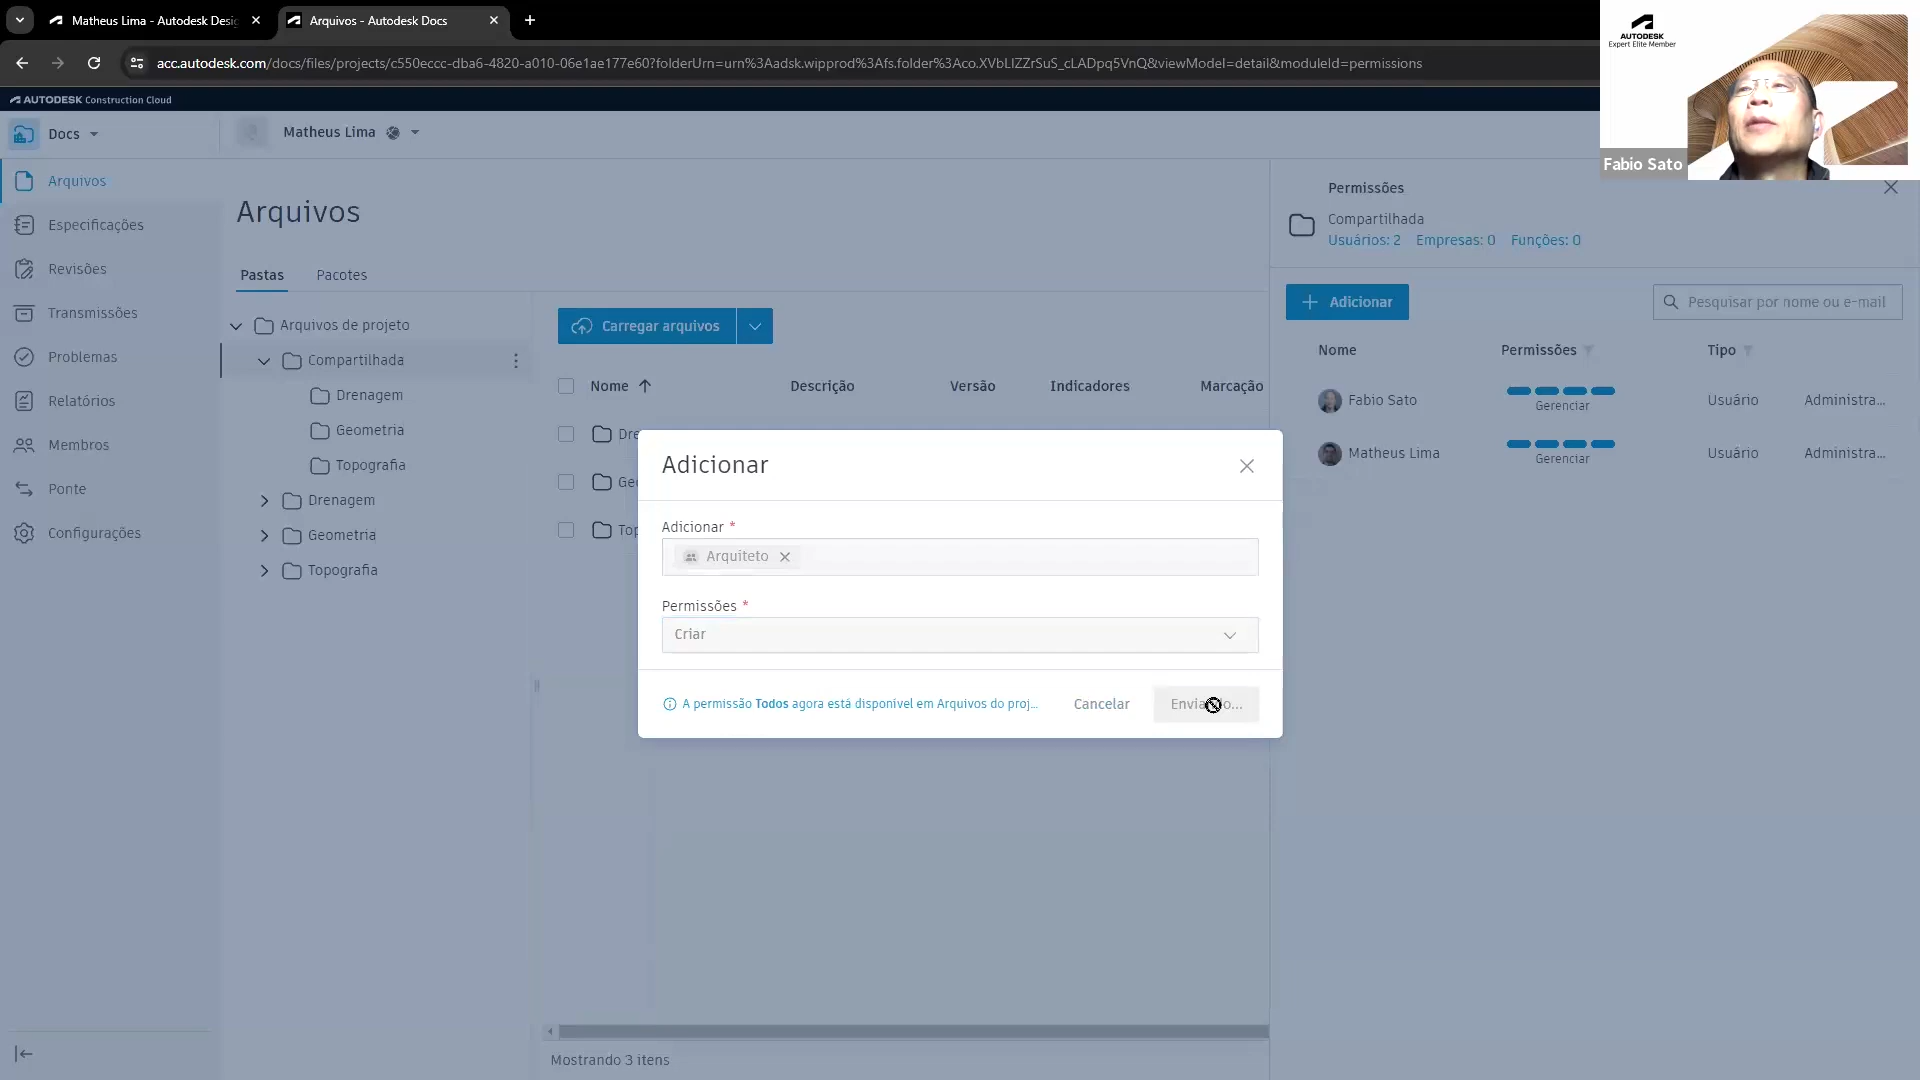 Matheus Lima - Autodesk Desi
Arquivos - Autodesk Docs
acc.autodesk.com/docs/files/projects/c550eccc-dba6-4820-a010-06e1ae177e60?folderUrn=urn%3Aadsk.wipprod%3Afs.folder%3Aco.XVbLIZZrSuS_cLADpq5VnQ&viewModel=detail&moduleId=permissions
AUTODESK
Expert Elite Member
Fabio Sato
AUTODESK Construction Cloud
Docs
Matheus Lima
Arquivos
Especificações
Revisões
Transmissões
Problemas
Relatórios
Membros
Ponte
Configurações
Arquivos
Pastas
Pacotes
Arquivos de projeto
Compartilhada
Drenagem
Geometria
Topografia
Drenagem
Geometria
Topografia
Carregar arquivos
Nome
Descrição
Versão
Indicadores
Marcação
Dre
Ge
Top
Mostrando 3 itens
Permissões
Compartilhada
Usuários: 2 Empresas: 0 Funções: 0
Adicionar
Pesquisar por nome ou e-mail
Nome
Permissões
Tipo
Fabio Sato
Gerenciar
Usuário
Administra...
Matheus Lima
Gerenciar
Usuário
Administra...
Adicionar
Adicionar *
Arquiteto
Permissões *
Criar
A permissão Todos agora está disponível em Arquivos do proj...
Cancelar